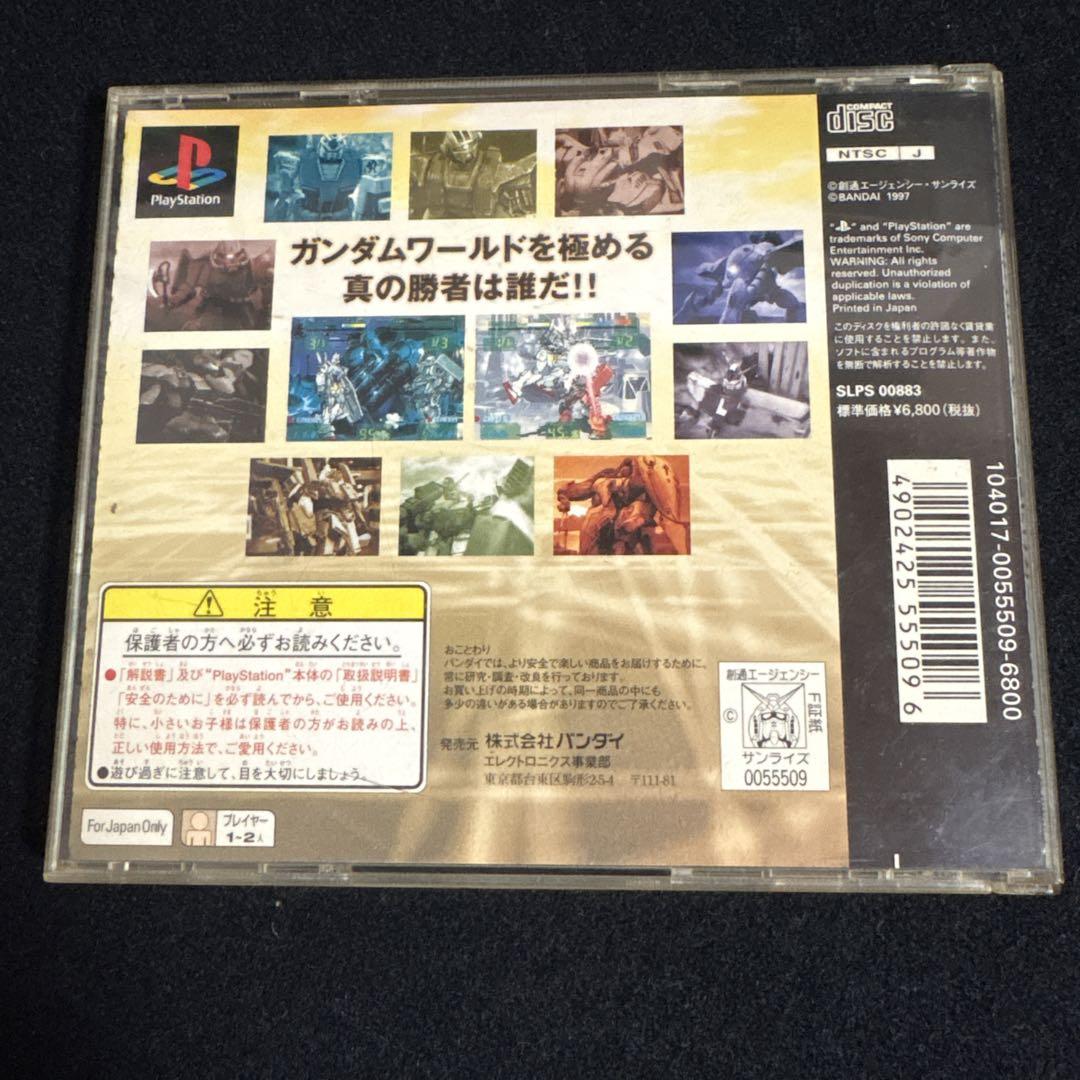 PlayStation
ガンダムワールドを極める
真の勝者は誰だ!!
COMPACT
disc
NTSC J
©創通エージェンシー・サンライズ
©BANDAI 1997
" " and "PlayStation" are
trademarks of Sony Computer
Entertainment Inc.
WARNING: All rights
reserved. Unauthorized
duplication is a violation of
applicable laws.
Printed in Japan
このディスクを権利者の許諾なく賃貸業
に使用することを禁止します。また、
ソフトに含まれるプログラム等著作物
を無断で解析することを禁止します。
SLPS 00883
標準価格¥6,800(税抜)
104017-0055509-6800
4902425 555096
注意
保護者の方へ必ずお読みください。
●「解説書」及び"PlayStation"本体の「取扱説明書」
「安全のために」を必ず読んでから、ご使用ください。
特に、小さいお子様は保護者の方がお読みの上、
正しい使用方法で、ご愛用ください。
●遊び過ぎに注意して、目を大切にしましょう。
For Japan Only
プレイヤー
1~2人
おことわり
バンダイでは、より安全で楽しい商品をお届けするために、
常に研究・調査・改良を行っております。
お買い上げの時期によって、同一商品の中にも
多少の違いがある場合がありますのでご了承ください。
発売元 株式会社バンダイ
エレクトロニクス事業部
東京都台東区駒形2-5-4 〒111-81
創通エージェンシー
©
F証紙
サンライズ
0055509